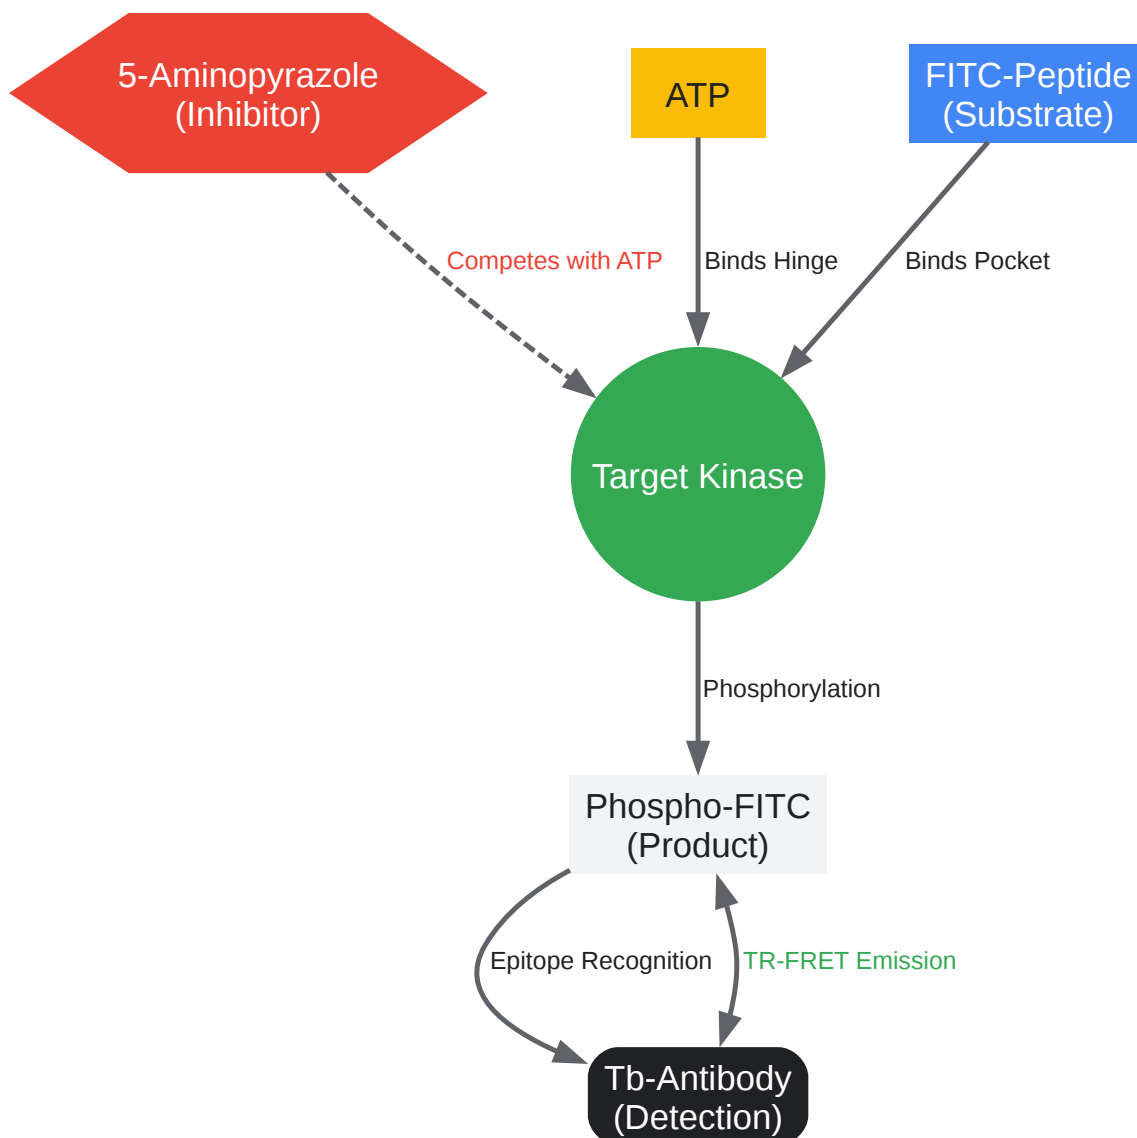 5-Aminopyrazole
(Inhibitor)
ATP
FITC-Peptide
(Substrate)
Competes with ATP
Binds Hinge
Binds Pocket
Target Kinase
Phosphorylation
Phospho-FITC
(Product)
Epitope Recognition
TR-FRET Emission
Tb-Antibody
(Detection)